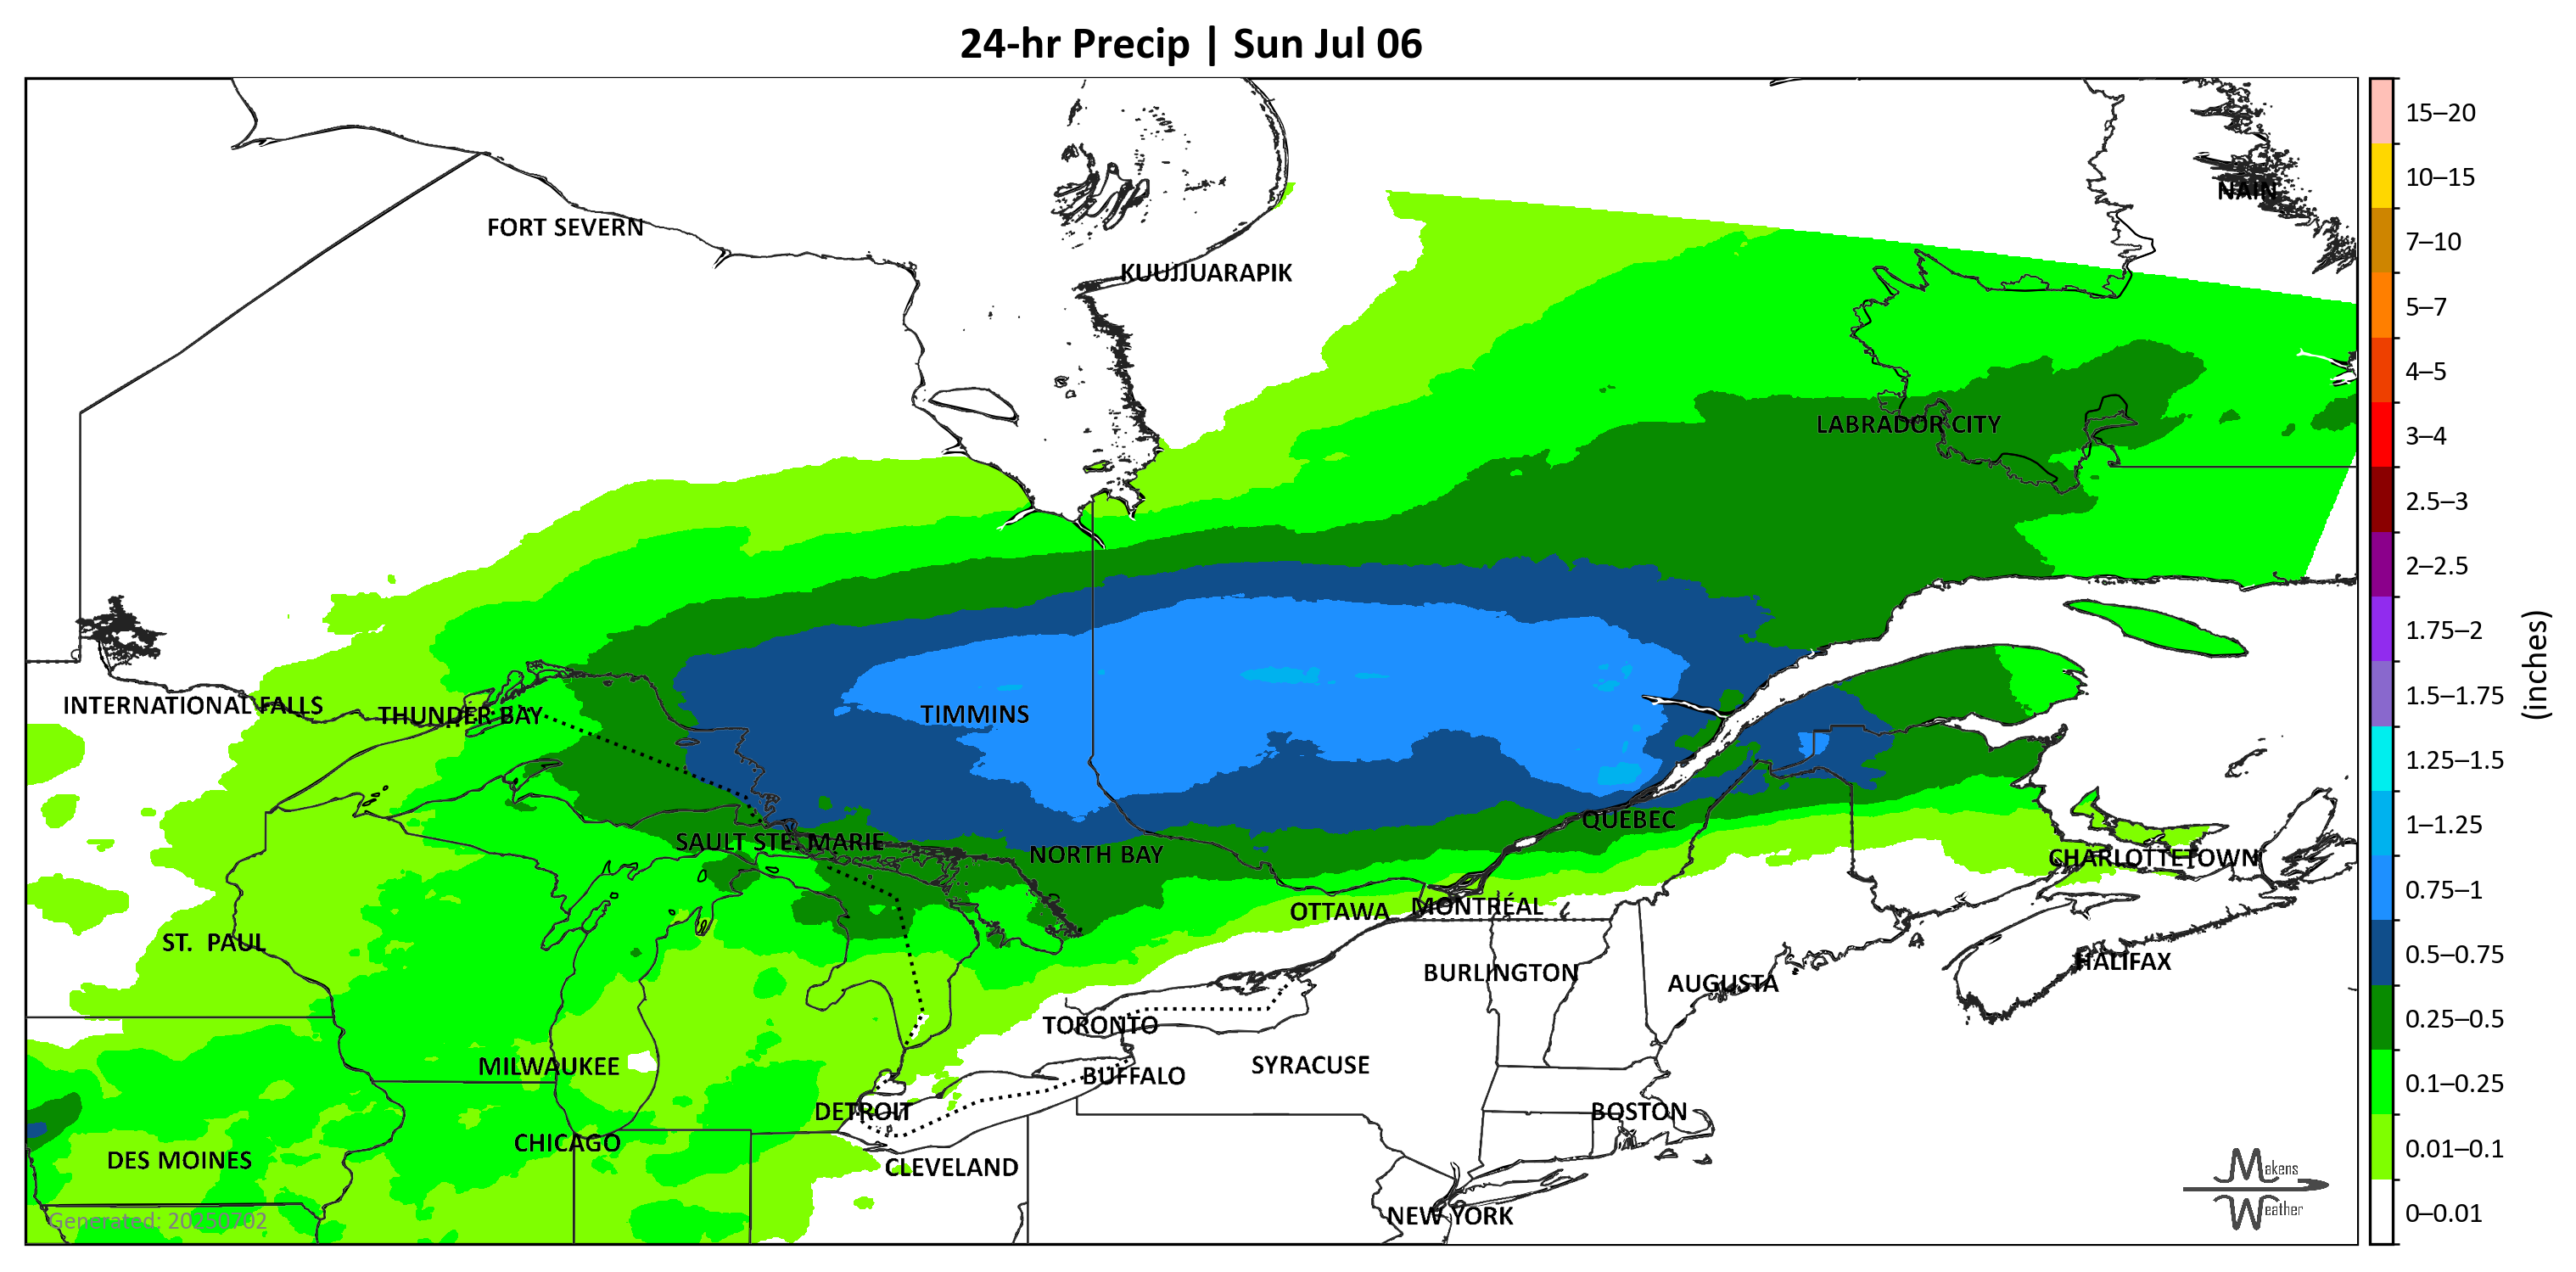 24-hr Precip | Sun Jul 06
NAIN
FORT SEVERN
KUUJJUARAPIK
LABRADOR CITY
INTERNATIONAL FALLS
THUNDER BAY
TIMMINS
QUEBEC
SAULT STE. MARIE
NORTH BAY
CHARLOTTETOWN
OTTAWA
MONTRÉAL
ST. PAUL
HALIFAX
BURLINGTON
AUGUSTA
TORONTO
MILWAUKEE
SYRACUSE
BUFFALO
DETROIT
BOSTON
CHICAGO
DES MOINES
CLEVELAND
NEW YORK
Generated: 20250702
Makens
Weather
15–20
10–15
7–10
5–7
4–5
3–4
2.5–3
2–2.5
1.75–2
1.5–1.75
1.25–1.5
1–1.25
0.75–1
0.5–0.75
0.25–0.5
0.1–0.25
0.01–0.1
0–0.01
(inches)